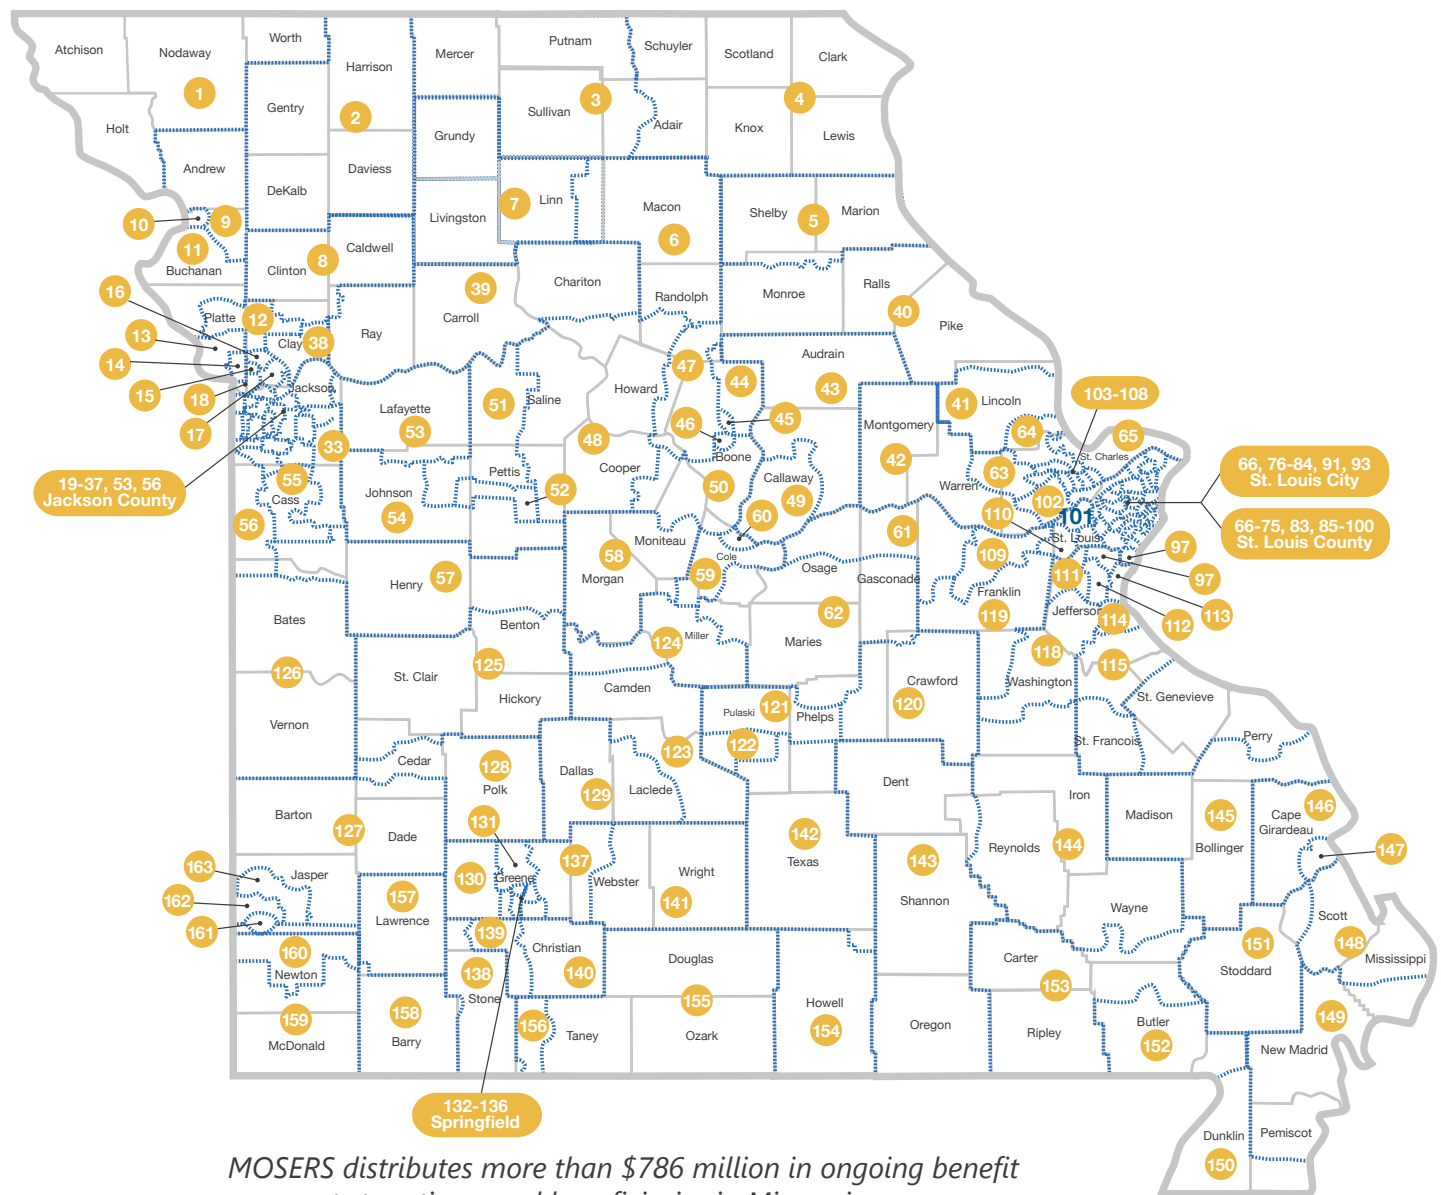 Atchison
Nodaway
Worth
Harrison
Mercer
Putnam
Schuyler
Scotland
Clark
1
2
3
4
Gentry
Sullivan
Holt
Grundy
Adair
Knox
Lewis
Andrew
Daviess
DeKalb
Livingston
7
Linn
Macon
Shelby
5
Marion
10
9
6
11
Buchanan
Clinton
8
Caldwell
Chariton
16
39
Carroll
Randolph
Monroe
Ralls
40
Pike
Platte
12
Clay
38
Ray
13
14
15
18
17
Jackson
Audrain
47
44
43
Howard
51
Saline
Lafayette
53
46
45
Boone
41
Lincoln
103-108
Montgomery
64
65
St. Charles
33
48
Cooper
42
Warren
63
66, 76-84, 91, 93
St. Louis City
19-37, 53, 56
Jackson County
55
Cass
Johnson
54
Pettis
52
50
Callaway
49
102
101
110
St. Louis
66-75, 83, 85-100
St. Louis County
56
60
61
58
Moniteau
Cole
97
97
109
Morgan
59
Osage
Gasconade
111
Henry
57
Franklin
119
Jefferson
114
112
113
Bates
Benton
62
Maries
124
Miller
118
115
126
St. Clair
125
Hickory
Camden
Crawford
120
Washington
St. Genevieve
Pulaski
121
Phelps
Vernon
123
122
St. Francois
Perry
Cedar
128
Polk
Dallas
129
Laclede
Dent
Iron
Madison
145
Bollinger
146
Cape
Girardeau
Barton
127
Dade
131
142
Texas
Reynolds
144
147
163
Jasper
130
Greene
137
Webster
Wright
141
143
Shannon
162
157
Lawrence
Wayne
Scott
148
Mississippi
161
139
Christian
140
160
Newton
138
Stone
Douglas
Carter
153
151
Stoddard
159
McDonald
158
Barry
156
Taney
155
Ozark
Howell
154
Oregon
Ripley
Butler
152
149
New Madrid
132-136
Springfield
Dunklin
150
Pemiscot
MOSERS distributes more than $786 million in ongoing benefit